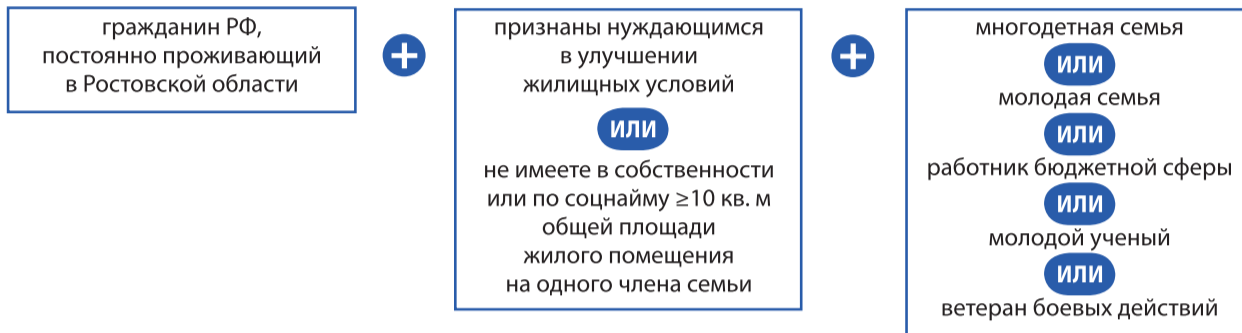 гражданин РФ,
постоянно проживающий
в Ростовской области
+
признаны нуждающимся
в улучшении
жилищных условий
ИЛИ
не имеете в собственности
или по соцнайму ≥10 кв. м
общей площади
жилого помещения
на одного члена семьи
+
многодетная семья
ИЛИ
молодая семья
ИЛИ
работник бюджетной сферы
ИЛИ
молодой ученый
ИЛИ
ветеран боевых действий